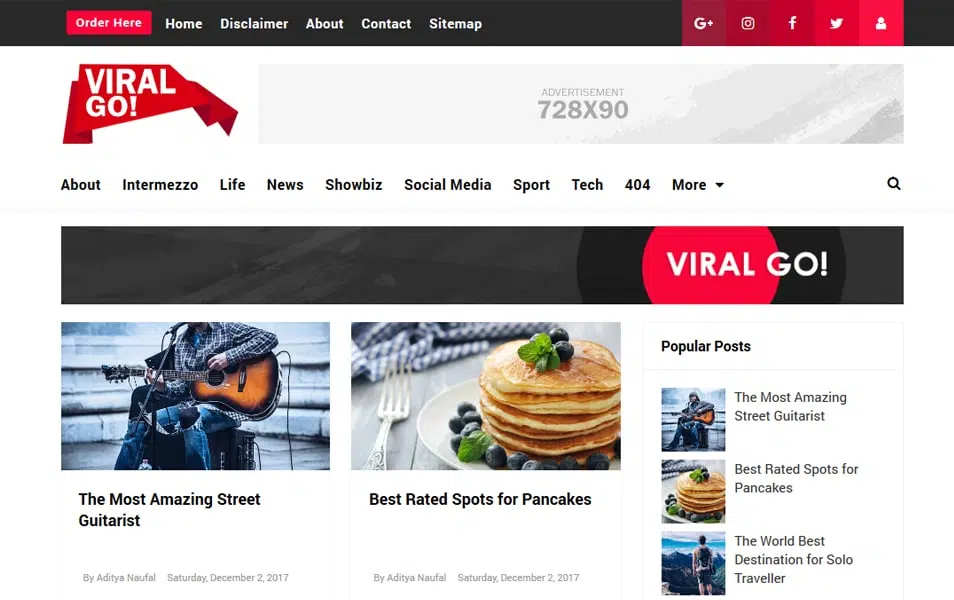 Order Here Home Disclaimer About Contact Sitemap G+
VIRAL
GO!
ADVERTISEMENT
728X90
About Intermezzo Life News Showbiz Social Media Sport Tech 404 More
VIRAL GO!
The Most Amazing Street
Guitarist
By Aditya Naufal Saturday, December 2, 2017
Best Rated Spots for Pancakes
By Aditya Naufal Saturday, December 2, 2017
Popular Posts
The Most Amazing
Street Guitarist
Best Rated Spots for
Pancakes
The World Best
Destination for Solo
Traveller